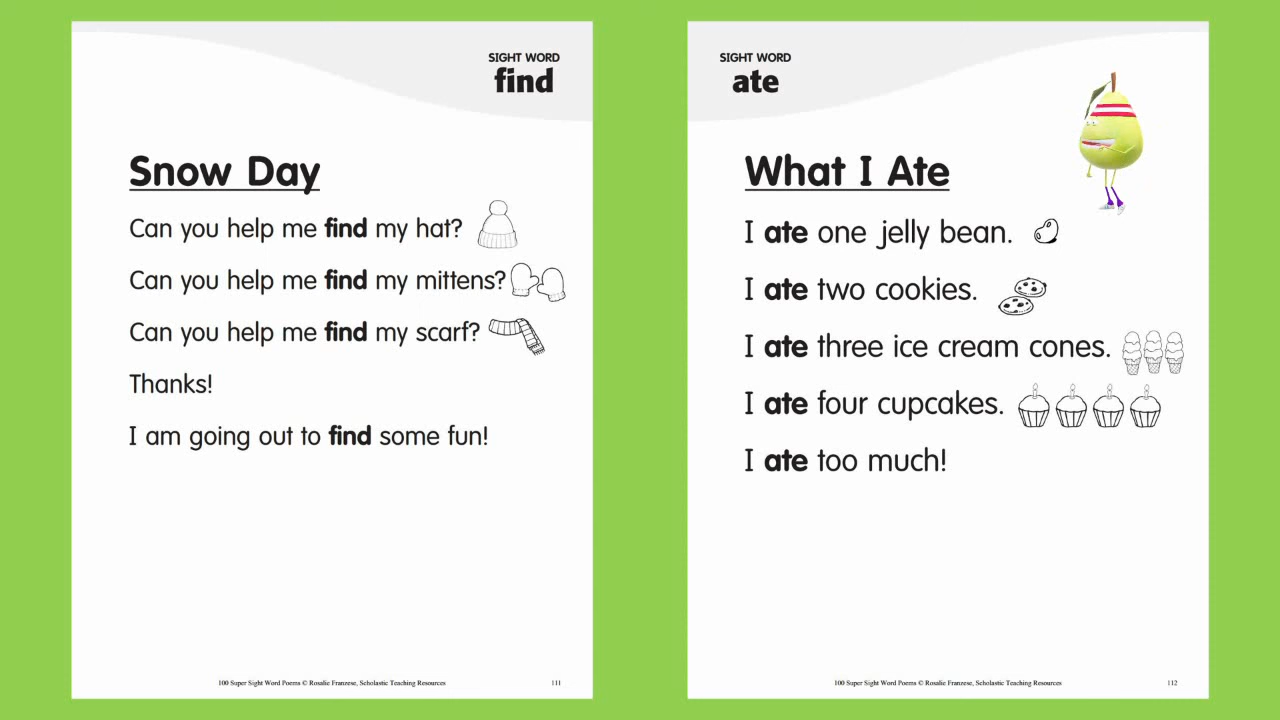 SIGHT WORD
find
Snow Day
Can you help me find my hat?
Can you help me find my mittens?
Can you help me find my scarf?
Thanks!
I am going out to find some fun!
100 Super Sight Word Poems © Rosalie Franzese, Scholastic Teaching Resources
111
SIGHT WORD
ate
What I Ate
I ate one jelly bean.
I ate two cookies.
I ate three ice cream cones.
I ate four cupcakes.
I ate too much!
100 Super Sight Word Poems © Rosalie Franzese, Scholastic Teaching Resources
112